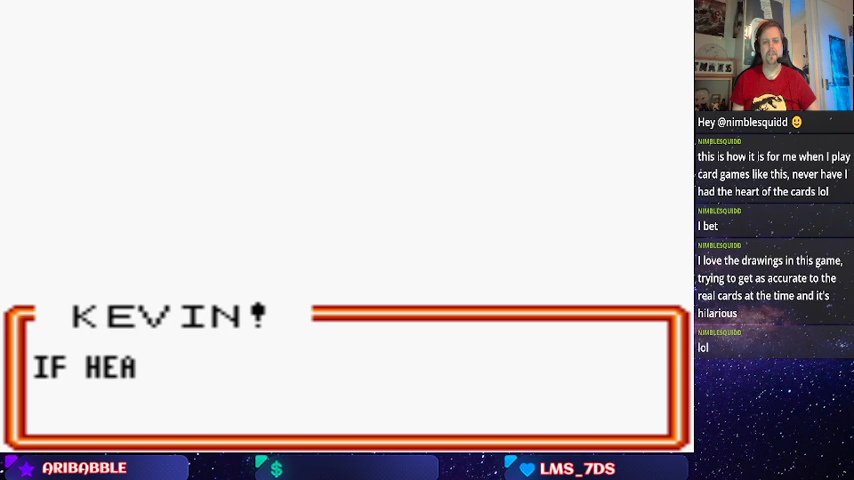 KEVIN!
IF HEA
Hey @nimblesquidd 🙂
NIMBLESQUIDD
this is how it is for me when I play
card games like this, never have I
had the heart of the cards lol
NIMBLESQUIDD
I bet
NIMBLESQUIDD
I love the drawings in this game,
trying to get as accurate to the
real cards at the time and it's
hilarious
NIMBLESQUIDD
lol
ARIBABBLE
$
LMS_7DS